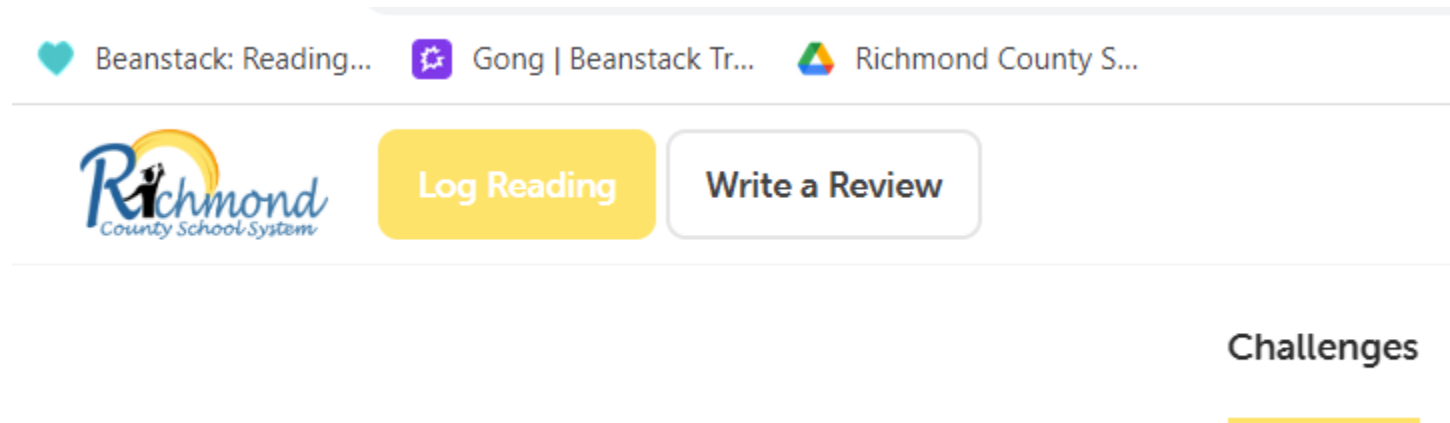 Beanstack: Reading... Gong | Beanstack Tr... Richmond County S...
Richmond
County School System
Log Reading Write a Review
Challenges